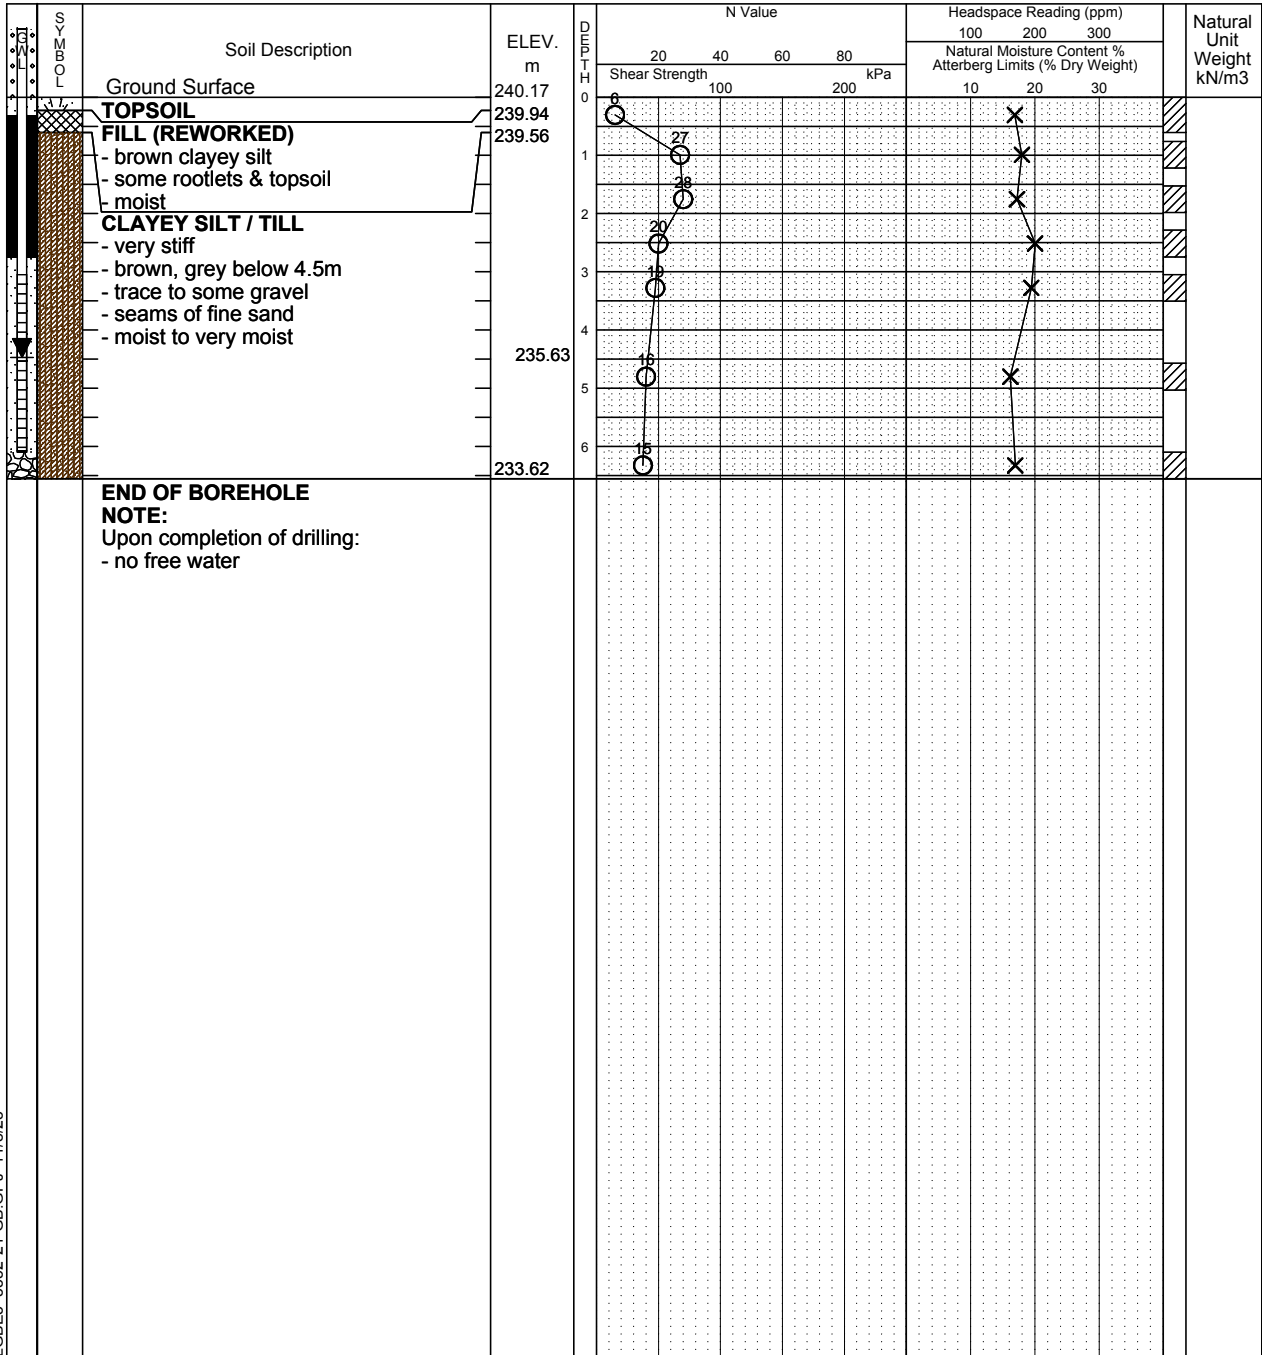 GWL
SYMBOL
Soil Description
Ground Surface
ELEV.
m
240.17
DEPTH
N Value
20 40 60 80
Shear Strength kPa
100 200
Headspace Reading (ppm)
100 200 300
Natural Moisture Content %
Atterberg Limits (% Dry Weight)
10 20 30
Natural
Unit
Weight
kN/m3
0
TOPSOIL 239.94
6
FILL (REWORKED) 239.56
- brown clayey silt
27
1
- some rootlets & topsoil
28
- moist
2
CLAYEY SILT / TILL
20
- very stiff
- brown, grey below 4.5m
19
3
- trace to some gravel
- seams of fine sand
4
- moist to very moist
235.63
16
5
6
15
233.62
END OF BOREHOLE
NOTE:
Upon completion of drilling:
- no free water